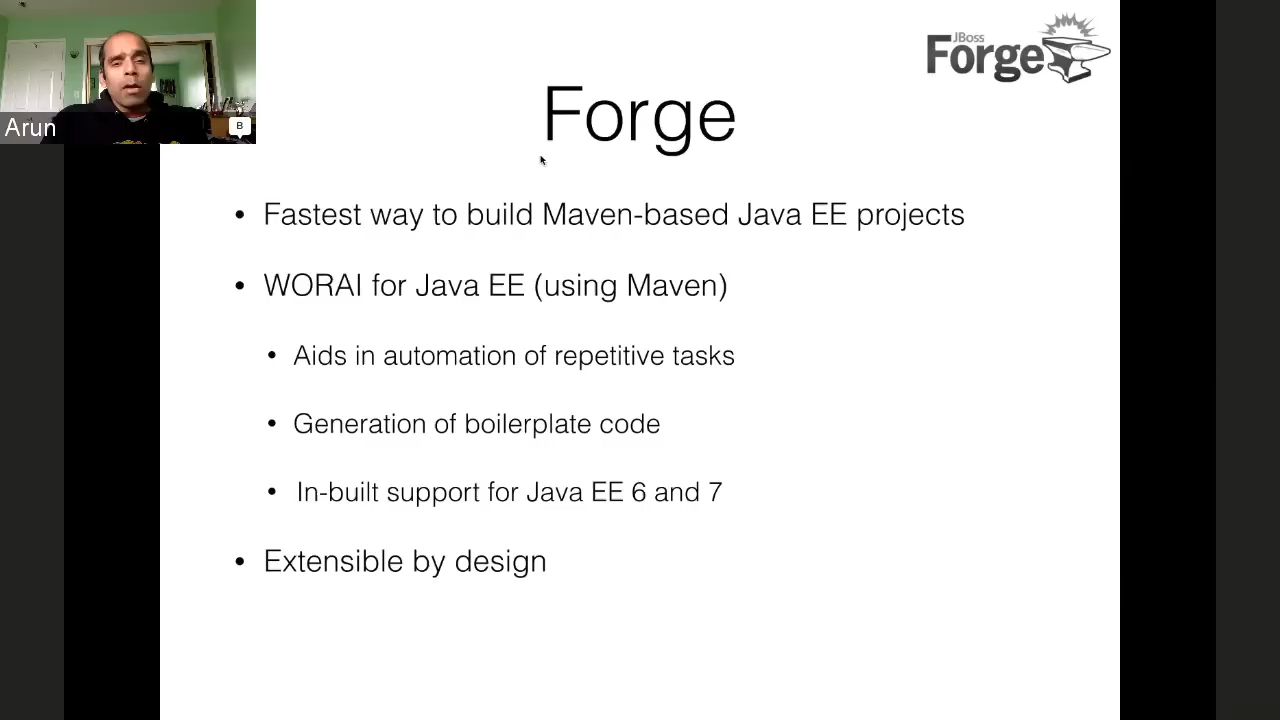 JBoss
Forge
Arun
B
Forge
• Fastest way to build Maven-based Java EE projects
• WORAI for Java EE (using Maven)
• Aids in automation of repetitive tasks
• Generation of boilerplate code
• In-built support for Java EE 6 and 7
• Extensible by design